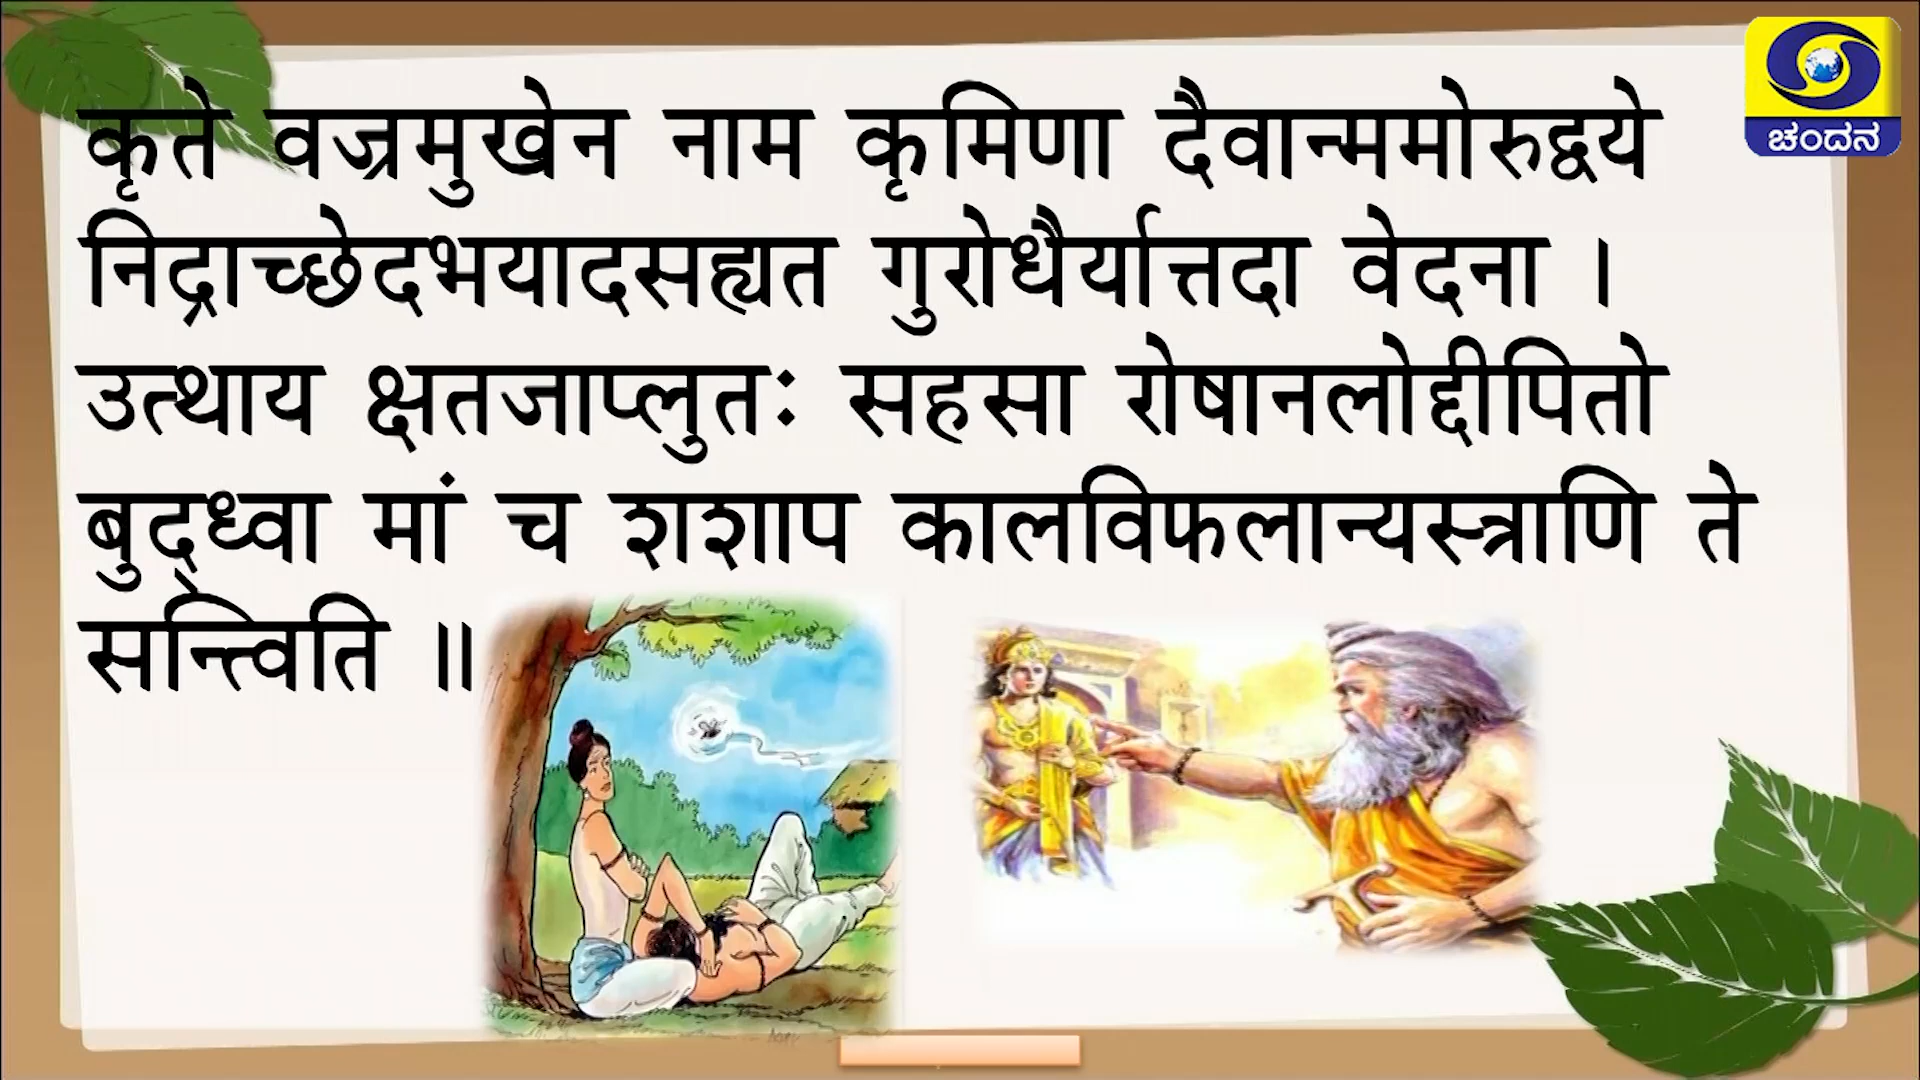 कृते वज्रमुखेन नाम कृमिणा दैवान्ममोरुद्वये
निद्राच्छेदभयादसह्यत गुरोधैर्यात्तदा वेदना ।
उत्थाय क्षतजाप्लुतः सहसा रोषानलोद्दीपितो
बुद्ध्वा मां च शशाप कालविफलान्यस्त्राणि ते
सन्त्विति ॥
ಚಂದನ